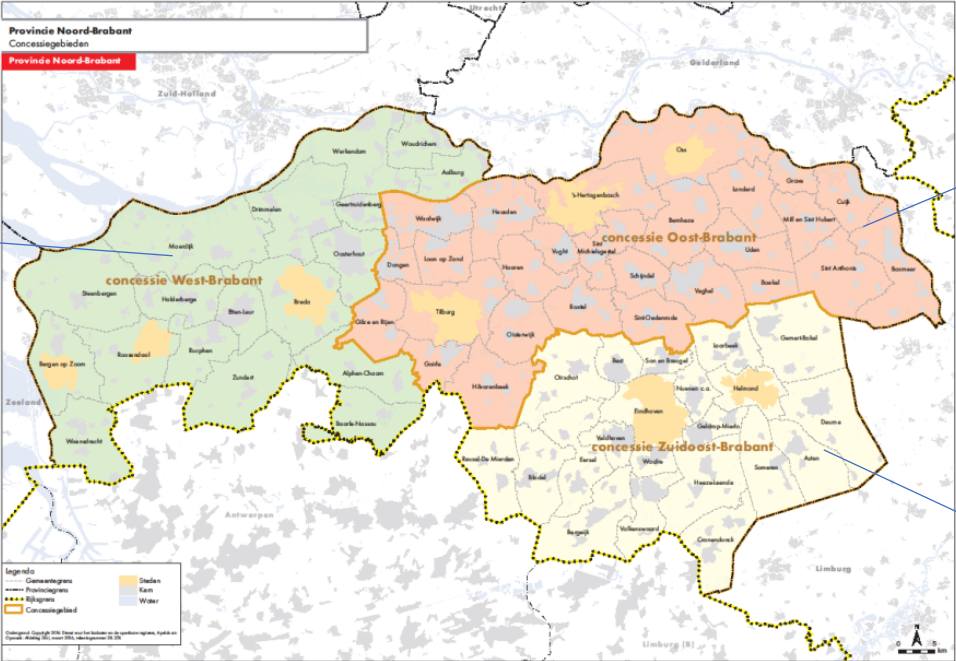 Utrecht
Provincie Noord-Brabant
Concessiegebieden
Provincie Noord-Brabant
Gelderland
Zuid-Holland
Woudrichem
Werkendam
Oss
Aalburg
Landerd
Grave
's-Hertogenbosch
Cuijk
Geertruidenberg
Drimmelen
Heusden
Waalwijk
Bernheze
Mill en Sint Hubert
concessie Oost-Brabant
Moerdijk
Sint
Michielsgestel
Vught
Uden
Oosterhout
Loon op Zand
Dongen
Haaren
Sint Anthonis
Boxmeer
Schijndel
concessie West-Brabant
Boekel
Veghel
Steenbergen
Halderberge
Breda
Boxtel
Etten-Leur
Tilburg
Sint-Oedenrode
Gilze en Rijen
Oisterwijk
Gemert-Bakel
Laarbeek
Rucphen
Roosendaal
Best
Son en Breugel
Bergen op Zoom
Goirle
Alphen-Chaam
Zundert
Oirschot
Hilvarenbeek
Nuenen c.a.
Helmond
Zeeland
Eindhoven
Baarle-Nassau
Deurne
Geldrop-Mierlo
Woensdrecht
Veldhoven
concessie Zuidoost-Brabant
Reusel-De Mierden
Eersel
Waalre
Asten
Someren
Bladel
Heeze-Leende
Antwerpen
Bergeijk
Valkenswaard
Cranendonck
Limburg
Legenda
Gemeentegrens
Provinciegrens
Rijksgrens
Concessiegebied
Steden
Kern
Water
Limburg (B)
N
0
5
km